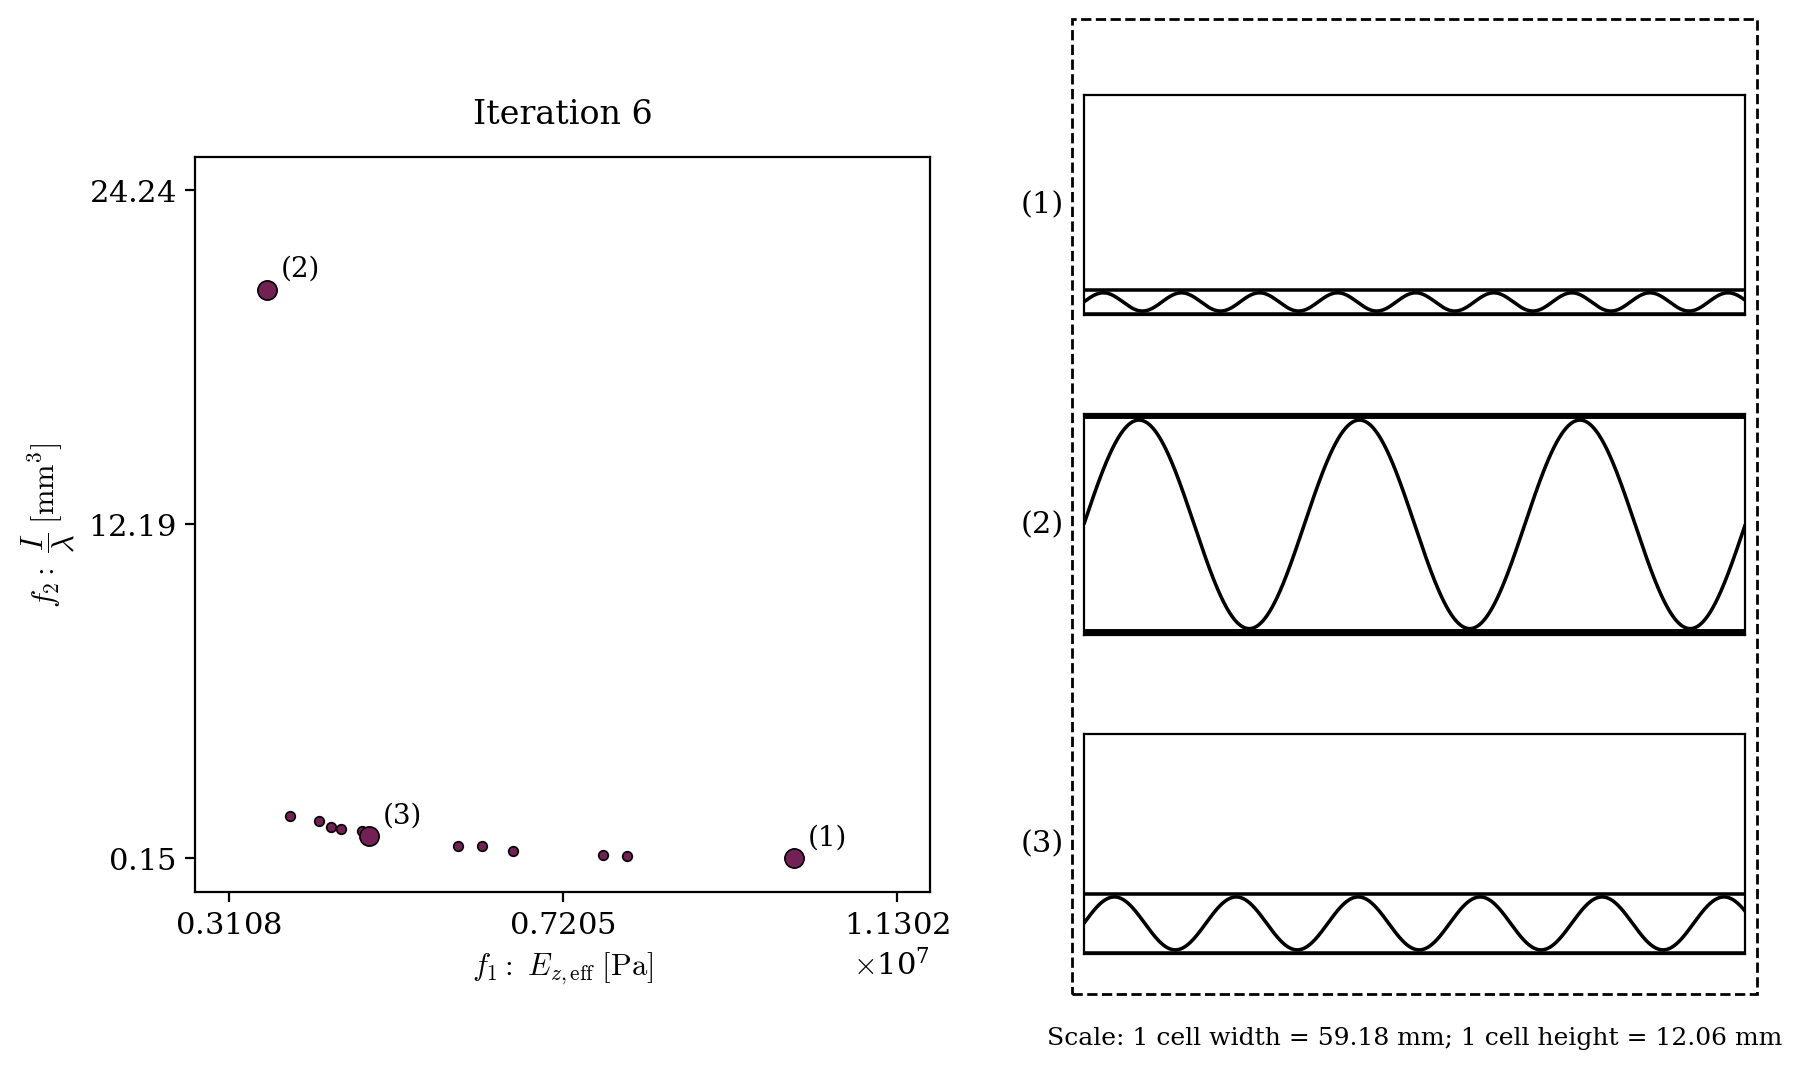 Iteration 6
24.24
12.19
0.15
f₂ : I/λ [mm³]
(2)
(3)
(1)
0.3108 0.7205 1.1302
×10⁷
f₁ : E_{z,eff} [Pa]
(1)
(2)
(3)
Scale: 1 cell width = 59.18 mm; 1 cell height = 12.06 mm